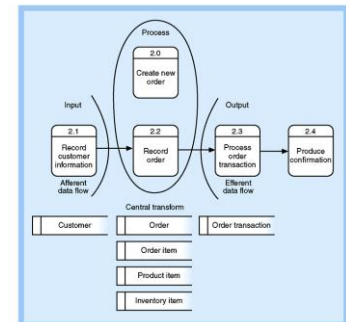 Process
2.0
Create new
order
Input
Output
2.1
Record
customer
information
2.2
Record
order
2.3
Process
order
transaction
2.4
Produce
confirmation
Afferent
data flow
Efferent
data flow
Central transform
Customer
Order
Order transaction
Order item
Product item
Inventory item